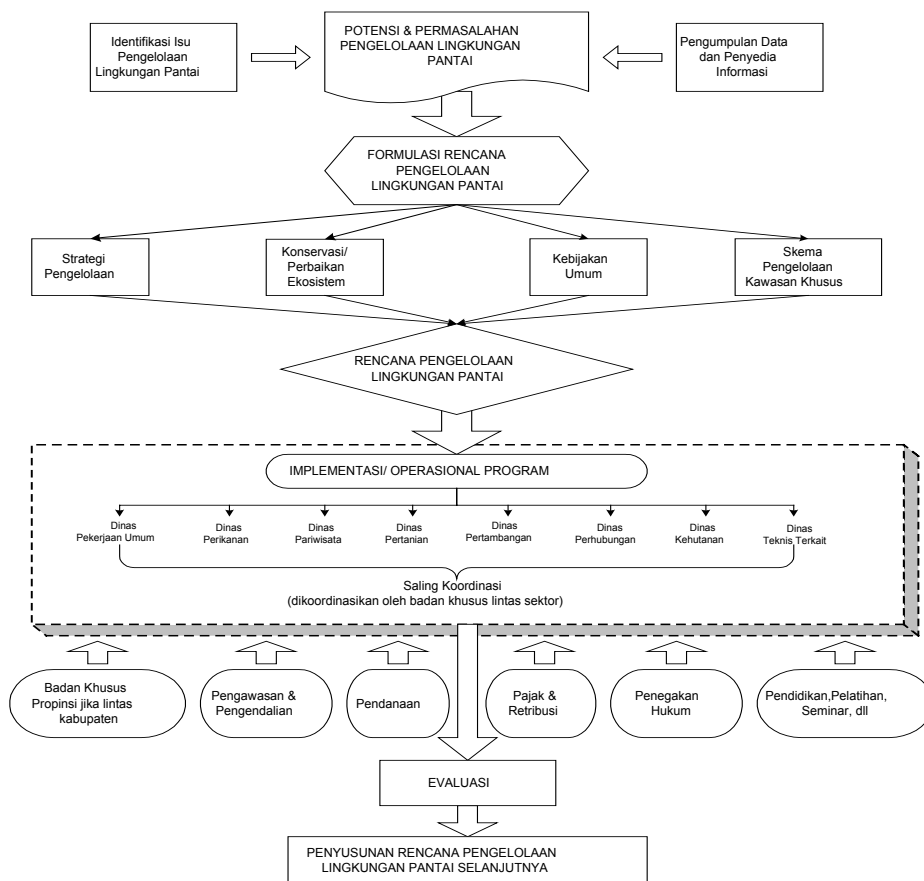 Identifikasi Isu
Pengelolaan
Lingkungan Pantai
POTENSI & PERMASALAHAN
PENGELOLAAN LINGKUNGAN
PANTAI
Pengumpulan Data
dan Penyedia
Informasi
FORMULASI RENCANA
PENGELOLAAN
LINGKUNGAN PANTAI
Strategi
Pengelolaan
Konservasi/
Perbaikan
Ekosistem
Kebijakan
Umum
Skema
Pengelolaan
Kawasan Khusus
RENCANA PENGELOLAAN
LINGKUNGAN PANTAI
IMPLEMENTASI/ OPERASIONAL PROGRAM
Dinas
Pekerjaan Umum
Dinas
Perikanan
Dinas
Pariwisata
Dinas
Pertanian
Dinas
Pertambangan
Dinas
Perhubungan
Dinas
Kehutanan
Dinas
Teknis Terkait
Saling Koordinasi
(dikoordinasikan oleh badan khusus lintas sektor)
Badan Khusus
Propinsi jika lintas
kabupaten
Pengawasan &
Pengendalian
Pendanaan
Pajak &
Retribusi
Penegakan
Hukum
Pendidikan,Pelatihan,
Seminar, dll
EVALUASI
PENYUSUNAN RENCANA PENGELOLAAN
LINGKUNGAN PANTAI SELANJUTNYA